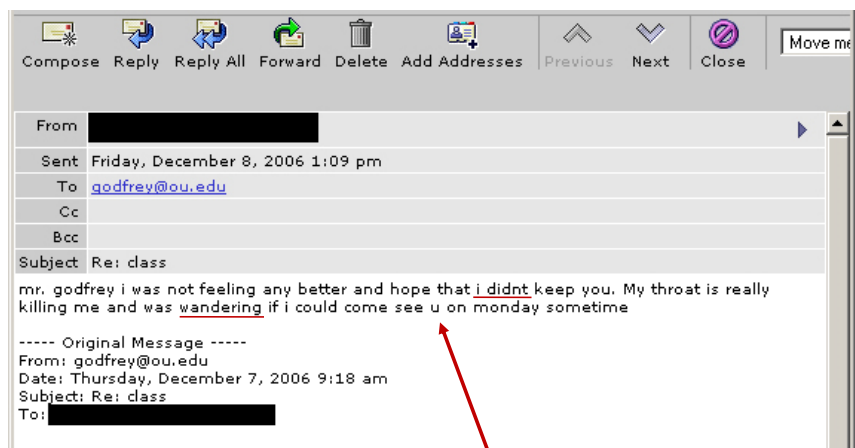 Compose Reply Reply All Forward Delete Add Addresses Previous Next Close Move me
From
Sent Friday, December 8, 2006 1:09 pm
To godfrey@ou.edu
Cc
Bcc
Subject Re: class
mr. godfrey i was not feeling any better and hope that i didnt keep you. My throat is really
killing me and was wandering if i could come see u on monday sometime
----- Original Message -----
From: godfrey@ou.edu
Date: Thursday, December 7, 2006 9:18 am
Subject: Re: class
To: